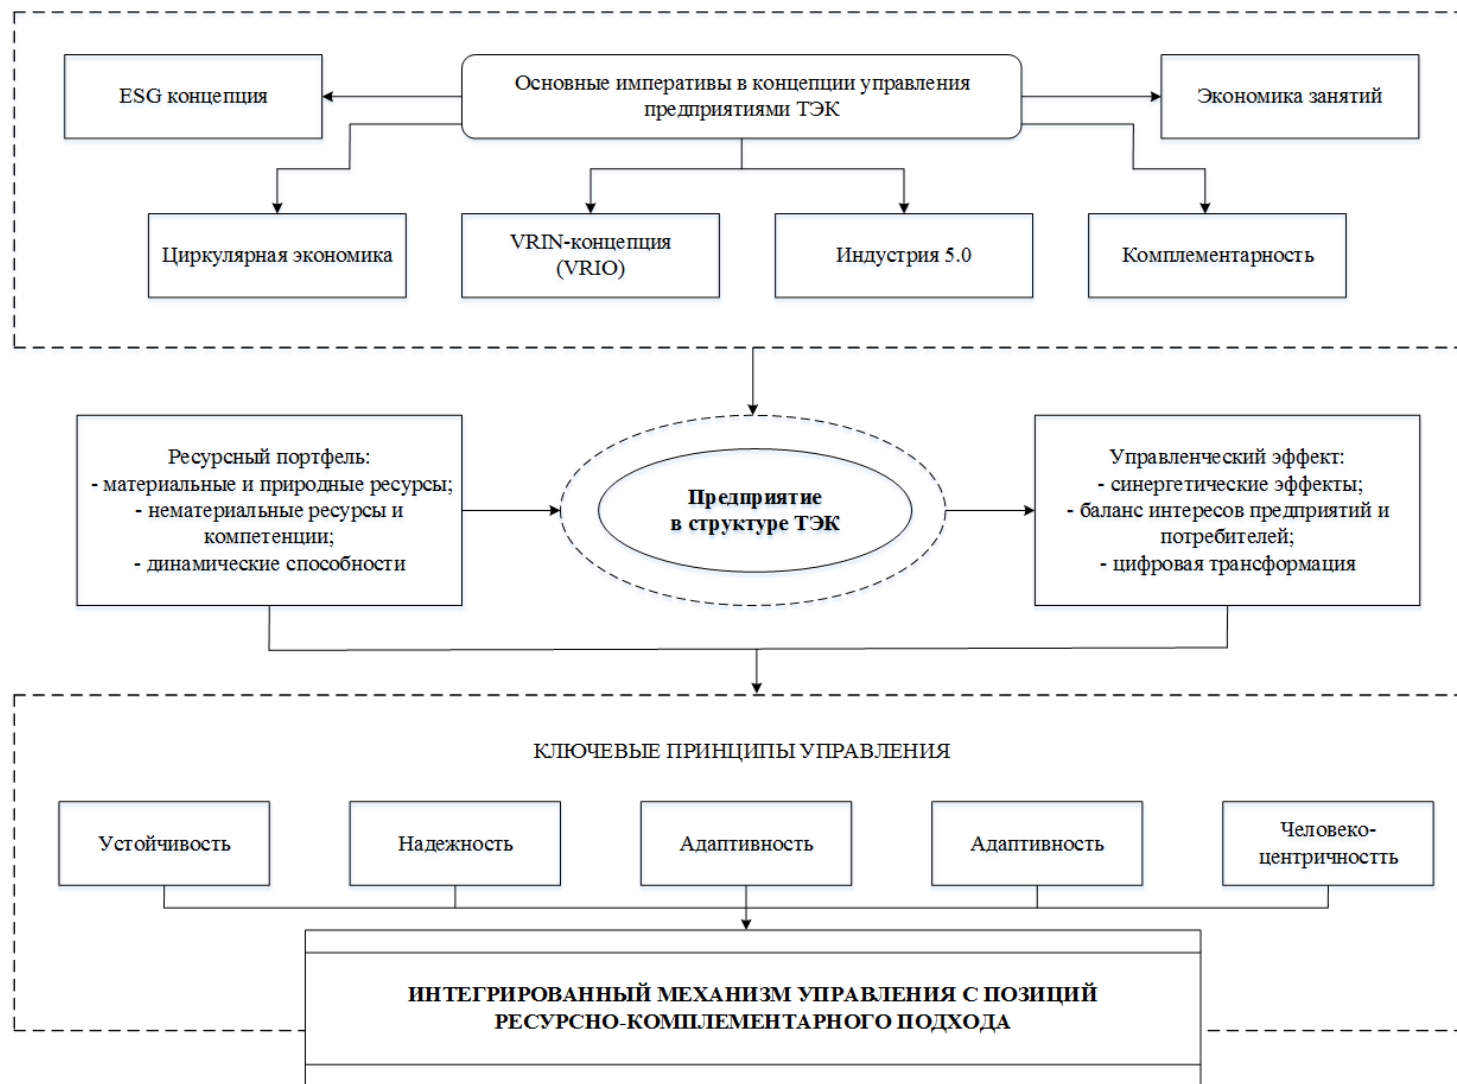 ESG концепция
Основные императивы в концепции управления
предприятиями ТЭК
Экономика занятий
Циркулярная экономика
VRIN-концепция
(VRIO)
Индустрия 5.0
Комплементарность
Ресурсный портфель:
- материальные и природные ресурсы;
- нематериальные ресурсы и
компетенции;
- динамические способности
Предприятие
в структуре ТЭК
Управленческий эффект:
- синергетические эффекты;
- баланс интересов предприятий и
потребителей;
- цифровая трансформация
КЛЮЧЕВЫЕ ПРИНЦИПЫ УПРАВЛЕНИЯ
Устойчивость
Надежность
Адаптивность
Адаптивность
Человеко-
центричностть
ИНТЕГРИРОВАННЫЙ МЕХАНИЗМ УПРАВЛЕНИЯ С ПОЗИЦИЙ
РЕСУРСНО-КОМПЛЕМЕНТАРНОГО ПОДХОДА